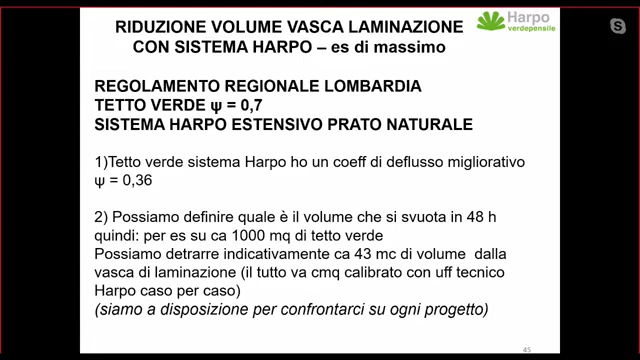 RIDUZIONE VOLUME VASCA LAMINAZIONE
CON SISTEMA HARPO – es di massimo
Harpo
verdepensile
REGOLAMENTO REGIONALE LOMBARDIA
TETTO VERDE ψ = 0,7
SISTEMA HARPO ESTENSIVO PRATO NATURALE
1)Tetto verde sistema Harpo ho un coeff di deflusso migliorativo
ψ = 0,36
2) Possiamo definire quale è il volume che si svuota in 48 h
quindi: per es su ca 1000 mq di tetto verde
Possiamo detrarre indicativamente ca 43 mc di volume dalla
vasca di laminazione (il tutto va cmq calibrato con uff tecnico
Harpo caso per caso)
(siamo a disposizione per confrontarci su ogni progetto)
45